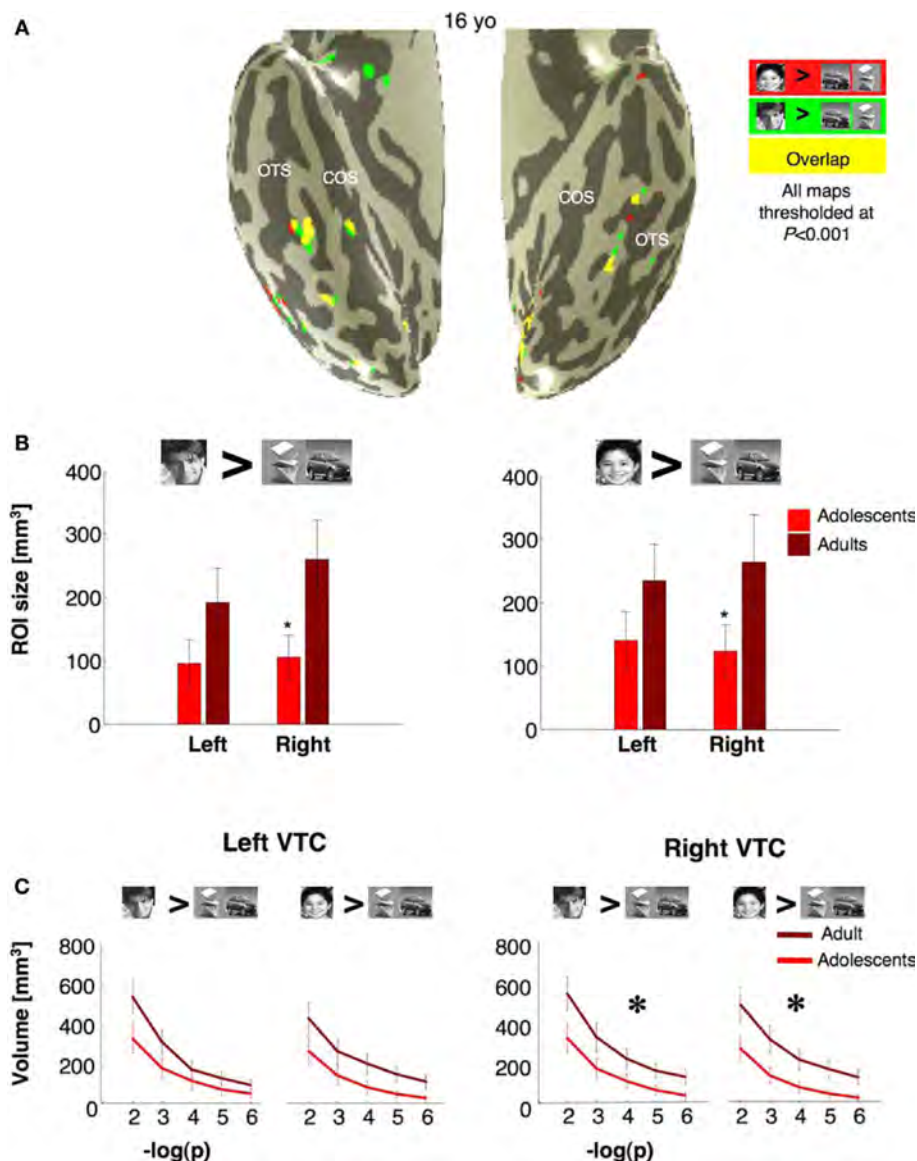 A
16 yo
OTS
COS
COS
OTS
>
>
Overlap
All maps
thresholded at
P<0.001
B
>
>
ROI size [mm³]
400
300
200
100
0
*
Left
Right
400
300
200
100
0
*
Left
Right
Adolescents
Adults
Left VTC
Right VTC
C
>
>
>
>
Volume [mm³]
800
600
400
200
0
2 3 4 5 6
2 3 4 5 6
-log(p)
800
600
400
200
0
*
*
Adult
Adolescents
2 3 4 5 6
2 3 4 5 6
-log(p)